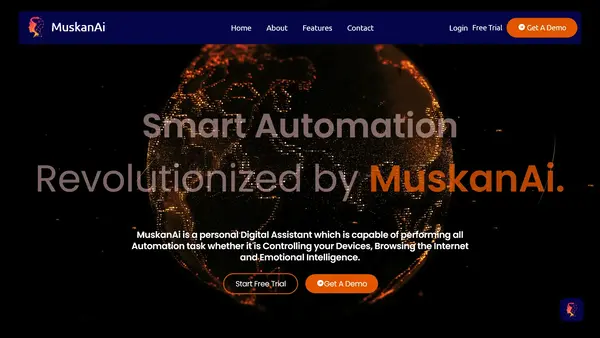 MuskanAi
Home Automation Features Contact
Login Free Trial Get A Demo
Smart Automation
Revolutionized by MuskanAi.
MuskanAi is a personal Digital Assistant which is capable of performing all
Automation task whether it is Controlling your Devices, Browsing the Internet
and Emotional Intelligence.
Start Free Trial Get A Demo